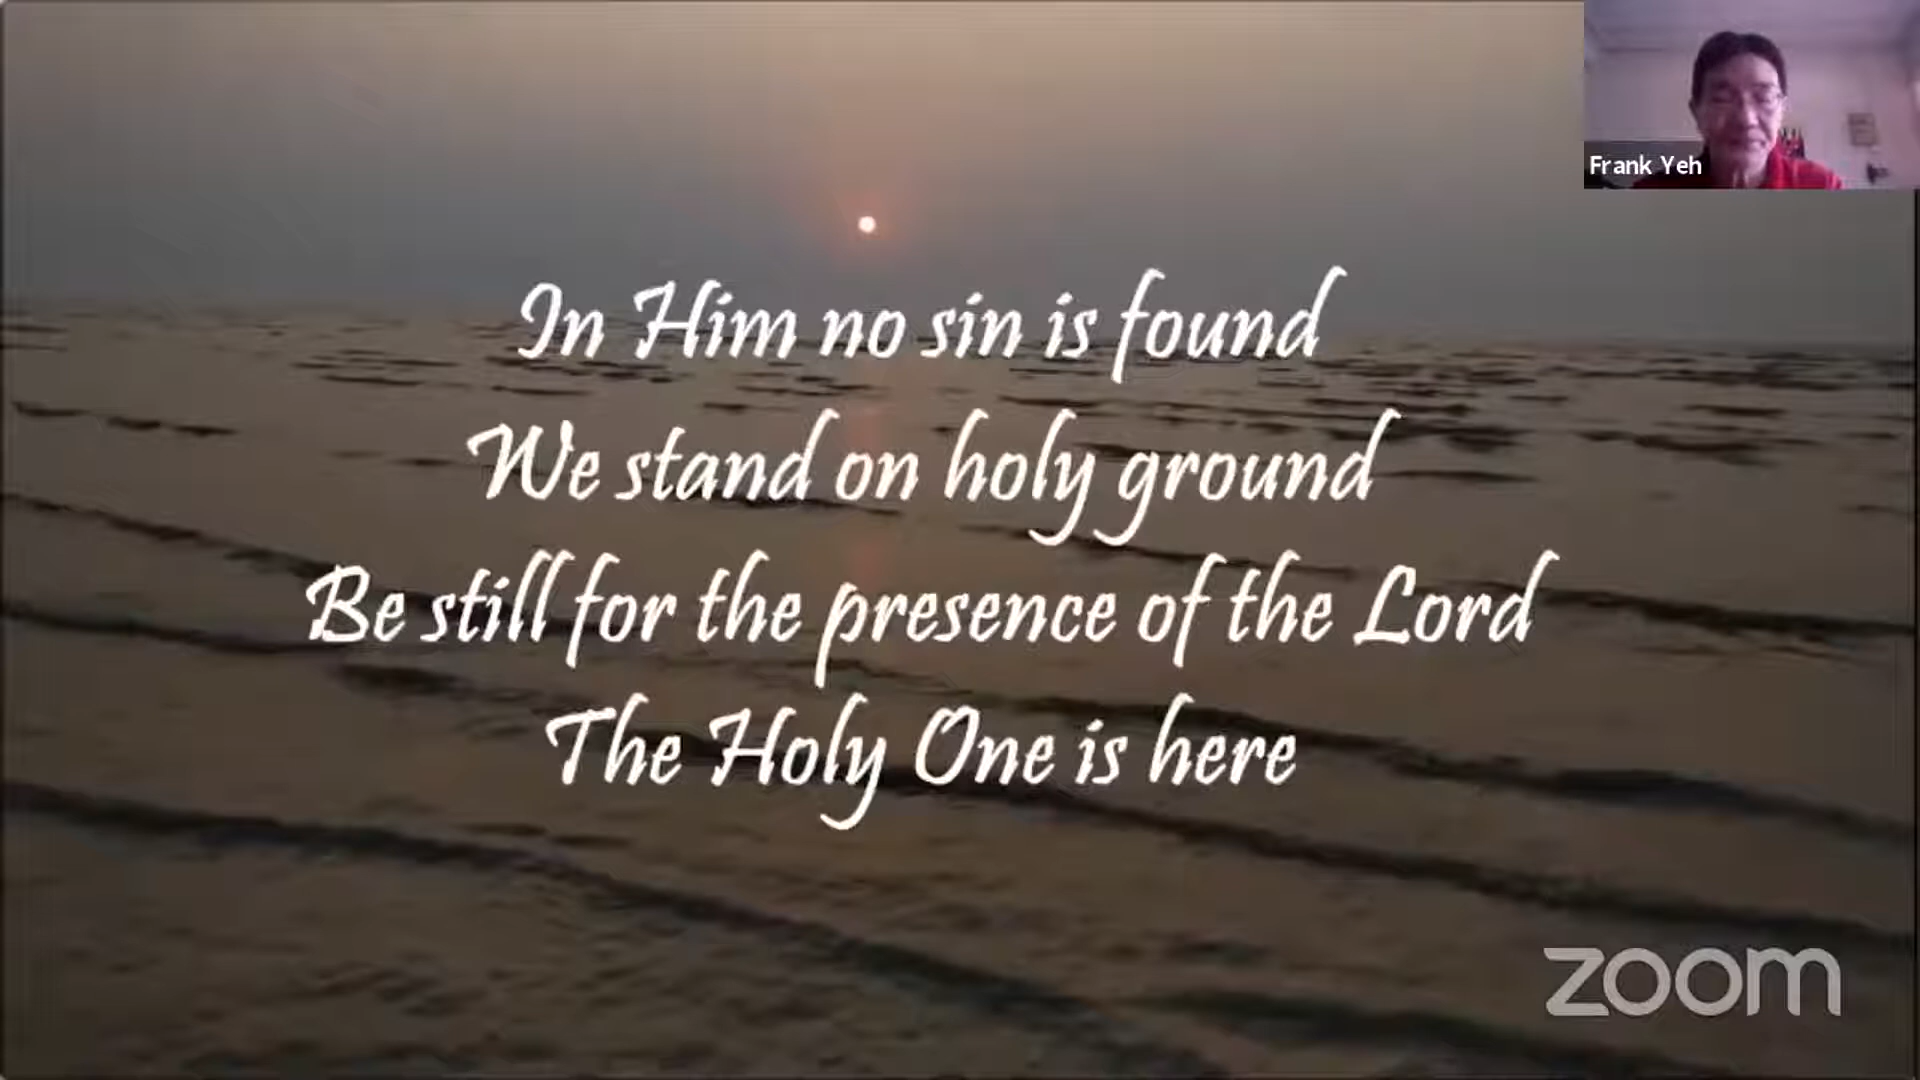 Frank Yeh
In Him no sin is found
We stand on holy ground
Be still for the presence of the Lord
The Holy One is here
zoom